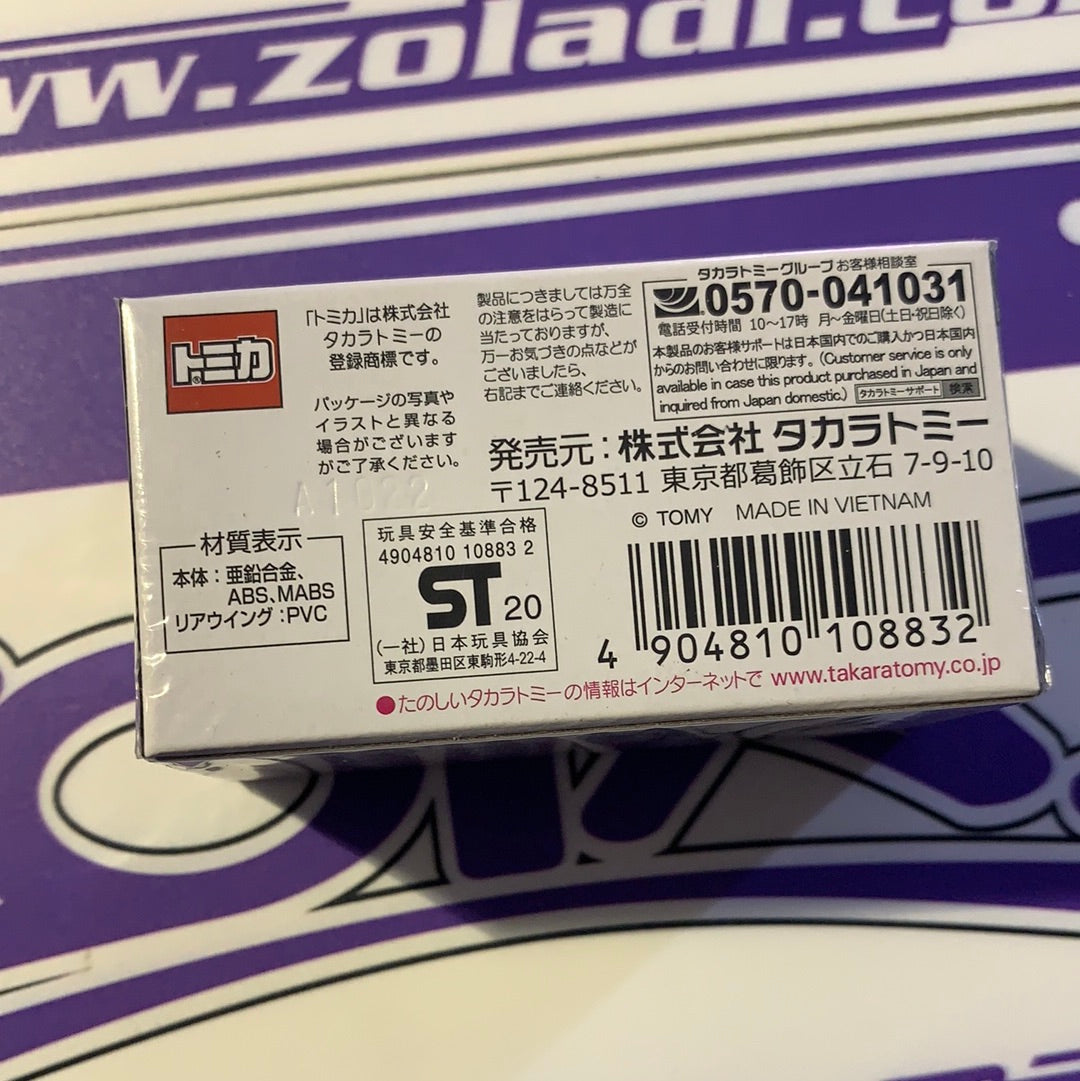 www.zoladi.co
トミカ
®
「トミカ」は株式会社
タカラトミーの
登録商標です。
パッケージの写真や
イラストと異なる
場合がございます
がご了承ください。
A1022
製品につきましては万全
の注意をはらって製造に
当たっておりますが、
万一お気づきの点などが
ございましたら、
右記までご連絡ください。
タカラトミーグループ お客様相談室
0570-041031
電話受付時間 10〜17時 月〜金曜日(土日・祝日除く)
本製品のお客様サポートは日本国内でのご購入かつ日本国内
からのお問い合わせに限ります。(Customer service is only
available in case this product purchased in Japan and
inquired from Japan domestic.) タカラトミーサポート 検索
発売元:株式会社 タカラトミー
〒124-8511 東京都葛飾区立石 7-9-10
© TOMY MADE IN VIETNAM
材質表示
本体:亜鉛合金、
ABS、MABS
リアウイング:PVC
玩具安全基準合格
4904810 10883 2
ST 20
(一社)日本玩具協会
東京都墨田区東駒形4-22-4
4 904810 108832
●たのしいタカラトミーの情報はインターネットで www.takaratomy.co.jp